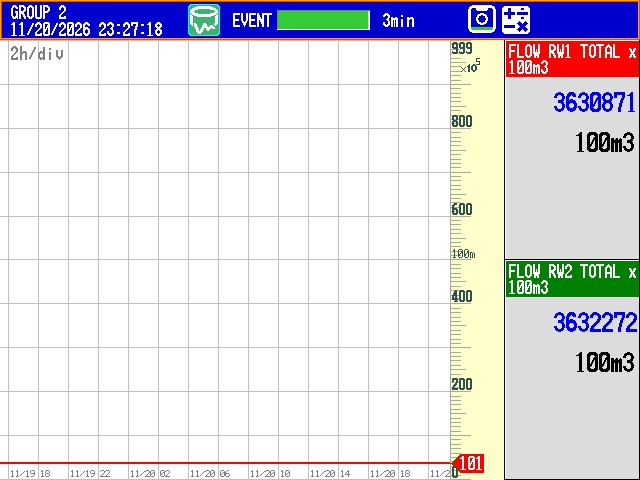 GROUP 2
11/20/2026 23:27:18
EVENT
3min
2h/div
999
×10⁵
800
600
100m
400
200
0
101
11/19 18
11/19 22
11/20 02
11/20 06
11/20 10
11/20 14
11/20 18
11/2
FLOW RW1 TOTAL x
100m3
3630871
100m3
FLOW RW2 TOTAL x
100m3
3632272
100m3